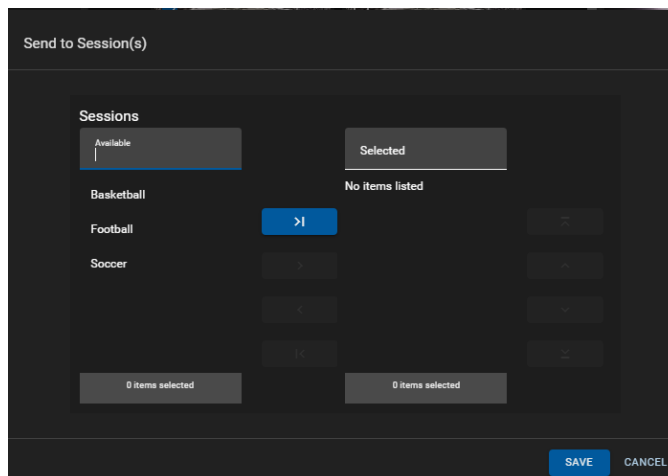 Send to Session(s)
Sessions
Available
Selected
No items listed
Basketball
Football
Soccer
0 items selected
0 items selected
SAVE
CANCEL